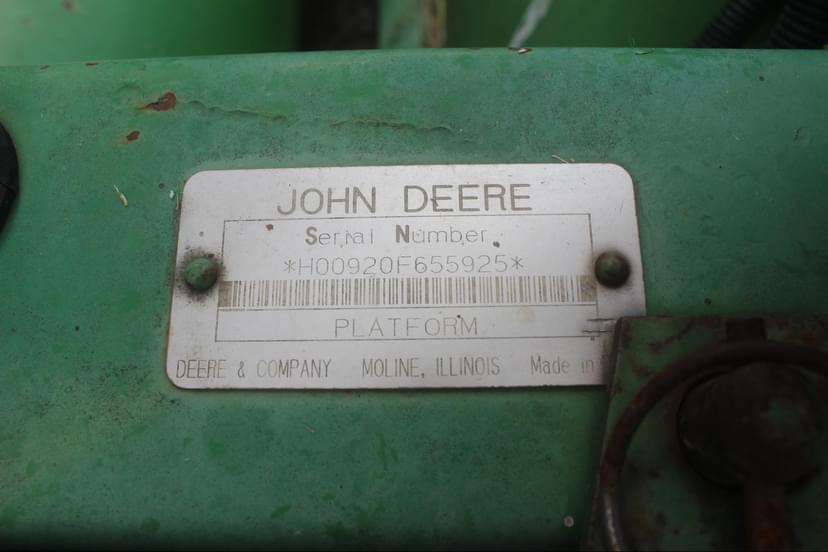 JOHN DEERE
Serial Number
*H00920F655925*
PLATFORM
DEERE & COMPANY MOLINE, ILLINOIS Made in